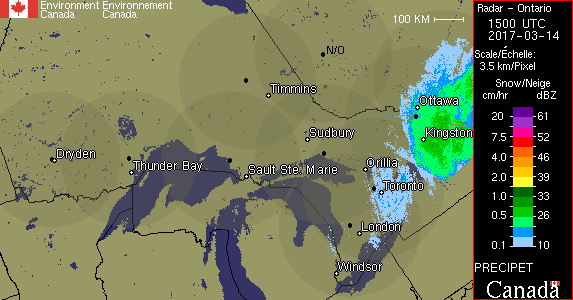 Environment Environnement
Canada Canada
100 KM
N/O
Timmins
Ottawa
Sudbury
Kingston
Dryden
Thunder Bay
Sault Ste. Marie
Orillia
Toronto
London
Windsor
Radar - Ontario
1500 UTC
2017-03-14
Scale/Échelle:
3.5 km/Pixel
Snow/Neige
cm/hr dBZ
20 61
7.5 52
4.0 46
2.0 39
1.0 33
0.5 26
0.1 10
PRECIPET
Canada